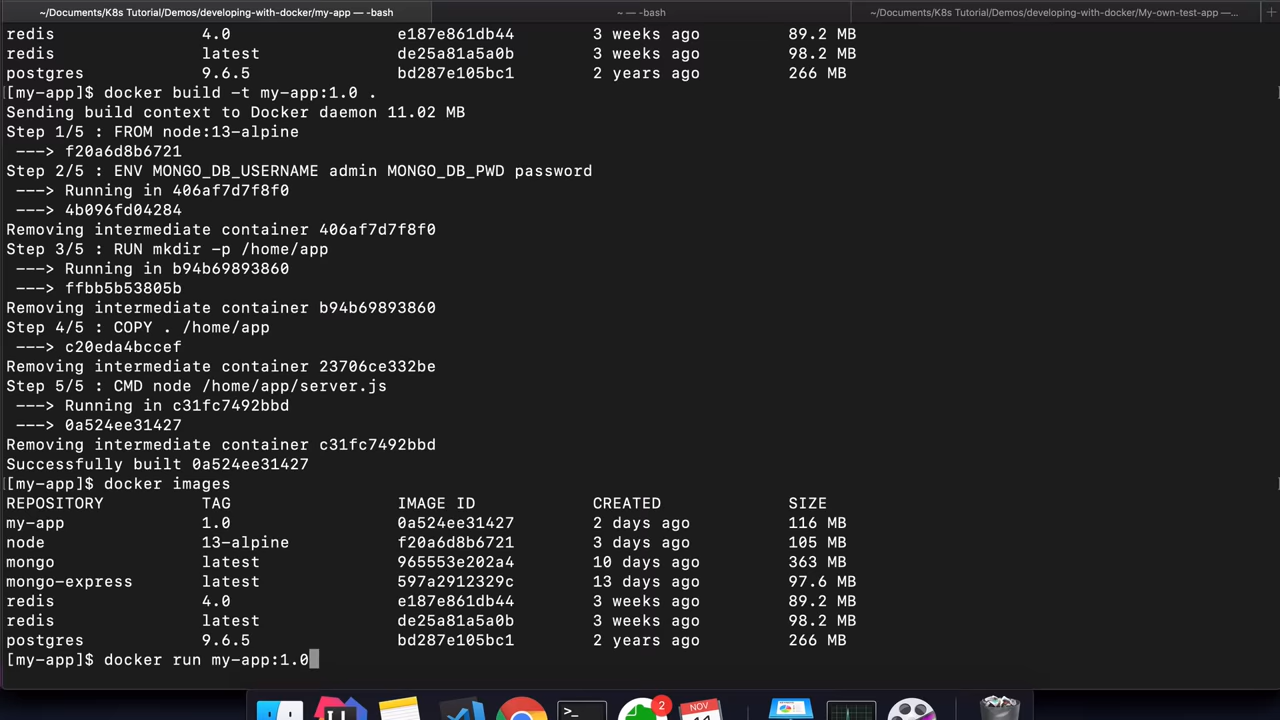 ~/Documents/K8s Tutorial/Demos/developing-with-docker/my-app — -bash
~ — -bash
~/Documents/K8s Tutorial/Demos/developing-with-docker/My-own-test-app —...
+
redis 4.0 e187e861db44 3 weeks ago 89.2 MB
redis latest de25a81a5a0b 3 weeks ago 98.2 MB
postgres 9.6.5 bd287e105bc1 2 years ago 266 MB
[my-app]$ docker build -t my-app:1.0 .
Sending build context to Docker daemon 11.02 MB
Step 1/5 : FROM node:13-alpine
---> f20a6d8b6721
Step 2/5 : ENV MONGO_DB_USERNAME admin MONGO_DB_PWD password
---> Running in 406af7d7f8f0
---> 4b096fd04284
Removing intermediate container 406af7d7f8f0
Step 3/5 : RUN mkdir -p /home/app
---> Running in b94b69893860
---> ffbb5b53805b
Removing intermediate container b94b69893860
Step 4/5 : COPY . /home/app
---> c20eda4bccef
Removing intermediate container 23706ce332be
Step 5/5 : CMD node /home/app/server.js
---> Running in c31fc7492bbd
---> 0a524ee31427
Removing intermediate container c31fc7492bbd
Successfully built 0a524ee31427
[my-app]$ docker images
REPOSITORY TAG IMAGE ID CREATED SIZE
my-app 1.0 0a524ee31427 2 days ago 116 MB
node 13-alpine f20a6d8b6721 3 days ago 105 MB
mongo latest 965553e202a4 10 days ago 363 MB
mongo-express latest 597a2912329c 13 days ago 97.6 MB
redis 4.0 e187e861db44 3 weeks ago 89.2 MB
redis latest de25a81a5a0b 3 weeks ago 98.2 MB
postgres 9.6.5 bd287e105bc1 2 years ago 266 MB
[my-app]$ docker run my-app:1.0
>_
2
NOV